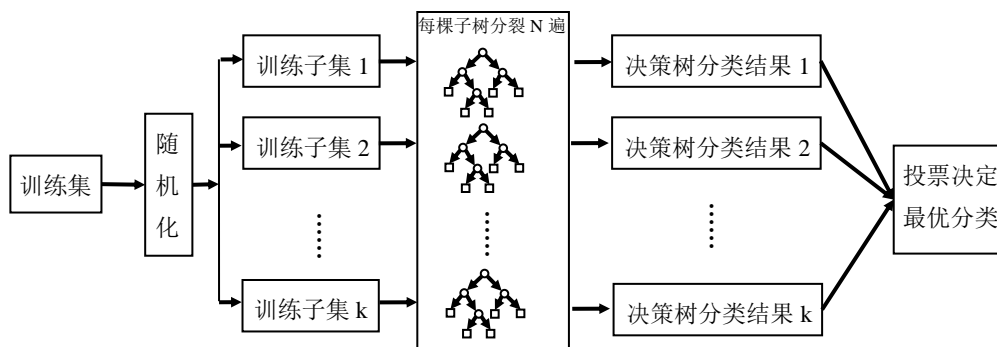 训练集
随
机
化
训练子集 1
训练子集 2
训练子集 k
每棵子树分裂 N 遍
决策树分类结果 1
决策树分类结果 2
决策树分类结果 k
投票决定
最优分类